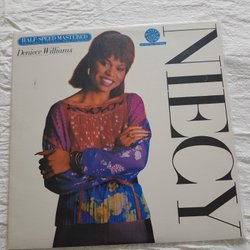 HALF-SPEED MASTERED
Deniece Williams
NIECY